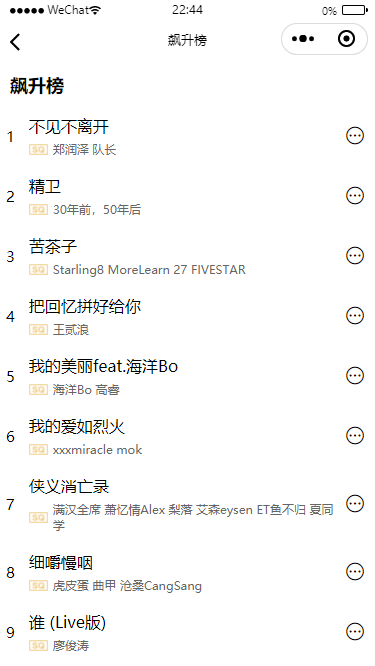 WeChat 22:44 0%
飙升榜
飙升榜
1 不见不离开
SQ 郑润泽 队长
2 精卫
SQ 30年前，50年后
3 苦茶子
SQ Starling8 MoreLearn 27 FIVESTAR
4 把回忆拼好给你
SQ 王贰浪
5 我的美丽feat.海洋Bo
SQ 海洋Bo 高睿
6 我的爱如烈火
SQ xxxmiracle mok
7 侠义消亡录
SQ 满汉全席 萧忆情Alex 梨落 艾森eysen ET鱼不归 夏同
学
8 细嚼慢咽
SQ 虎皮蛋 曲甲 沧桑CangSang
9 谁 (Live版)
SQ 廖俊涛